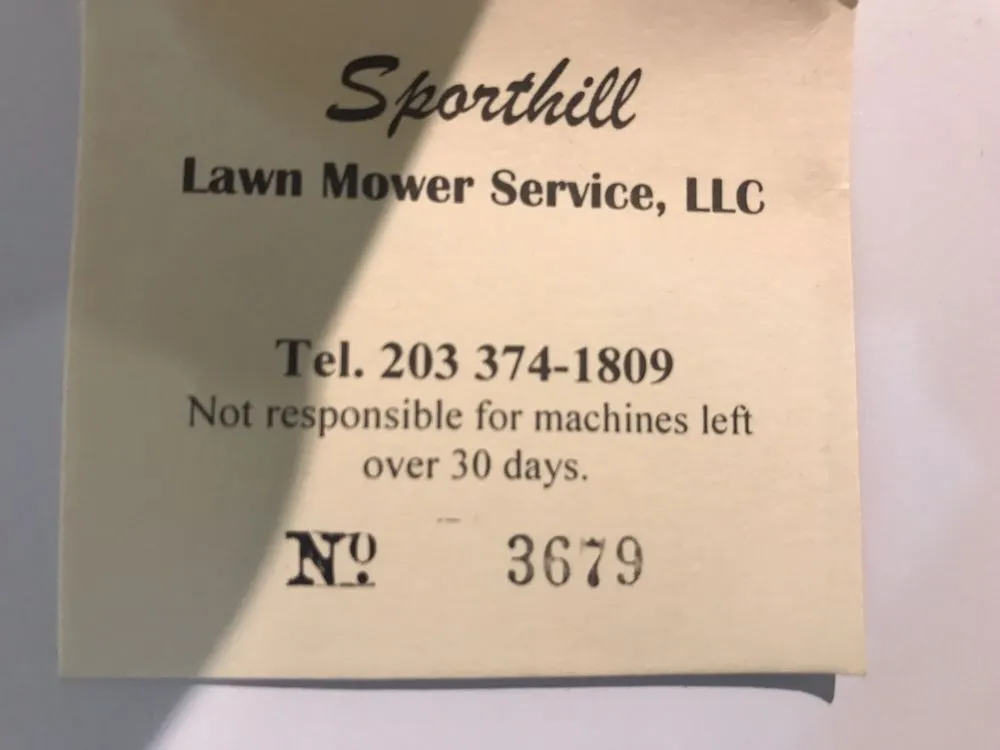 Sporthill
Lawn Mower Service, LLC
Tel. 203 374-1809
Not responsible for machines left
over 30 days.
Nº 3679